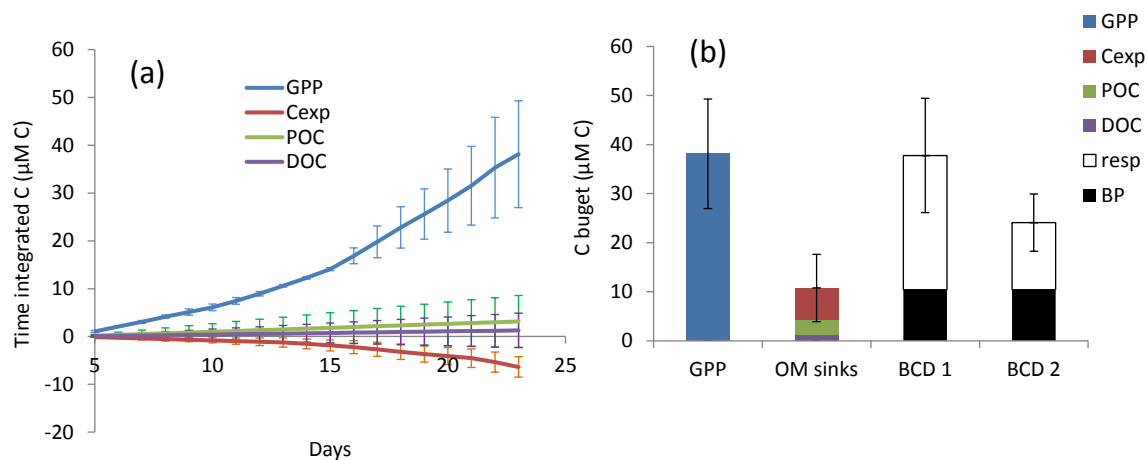 (a)
GPP
Cexp
POC
DOC
Time integrated C (µM C)
60
50
40
30
20
10
0
-10
-20
5
10
15
20
25
Days
(b)
GPP
Cexp
POC
DOC
resp
BP
C buget (µM C)
60
50
40
30
20
10
0
GPP
OM sinks
BCD 1
BCD 2